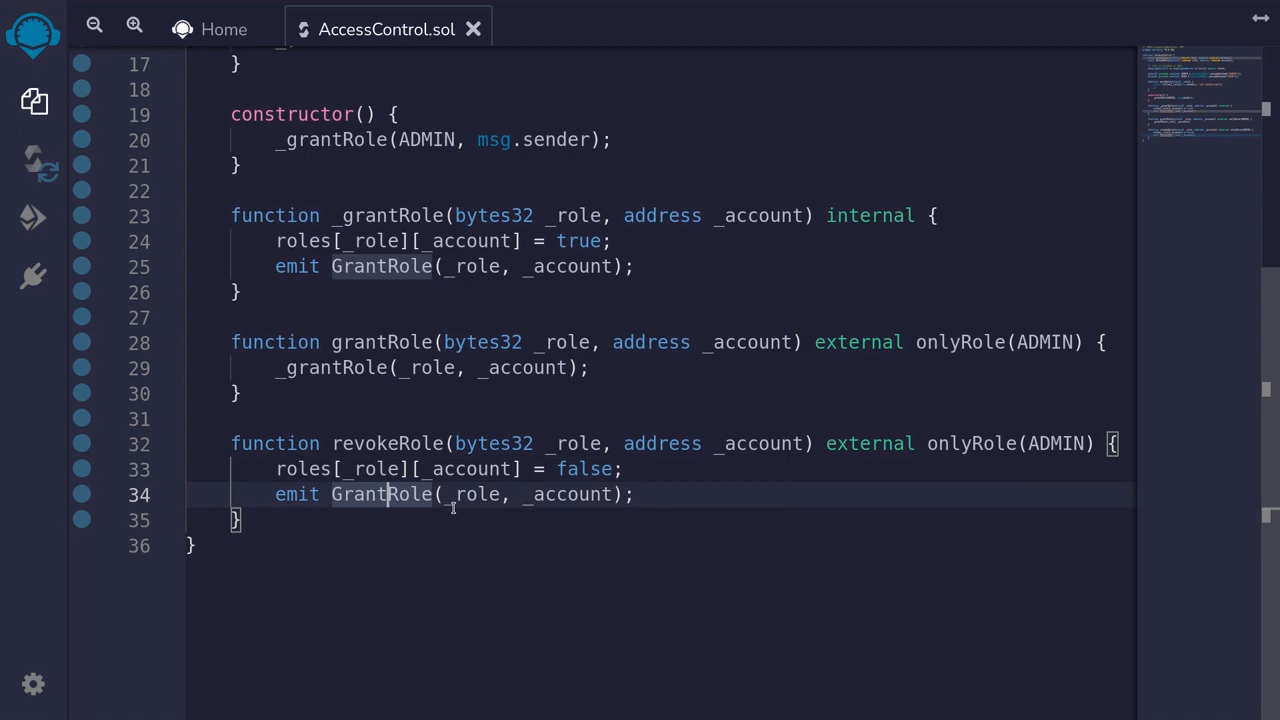 Home
AccessControl.sol
17 }
18
19 constructor() {
20 _grantRole(ADMIN, msg.sender);
21 }
22
23 function _grantRole(bytes32 _role, address _account) internal {
24 roles[_role][_account] = true;
25 emit GrantRole(_role, _account);
26 }
27
28 function grantRole(bytes32 _role, address _account) external onlyRole(ADMIN) {
29 _grantRole(_role, _account);
30 }
31
32 function revokeRole(bytes32 _role, address _account) external onlyRole(ADMIN) {
33 roles[_role][_account] = false;
34 emit GrantRole(_role, _account);
35 }
36 }